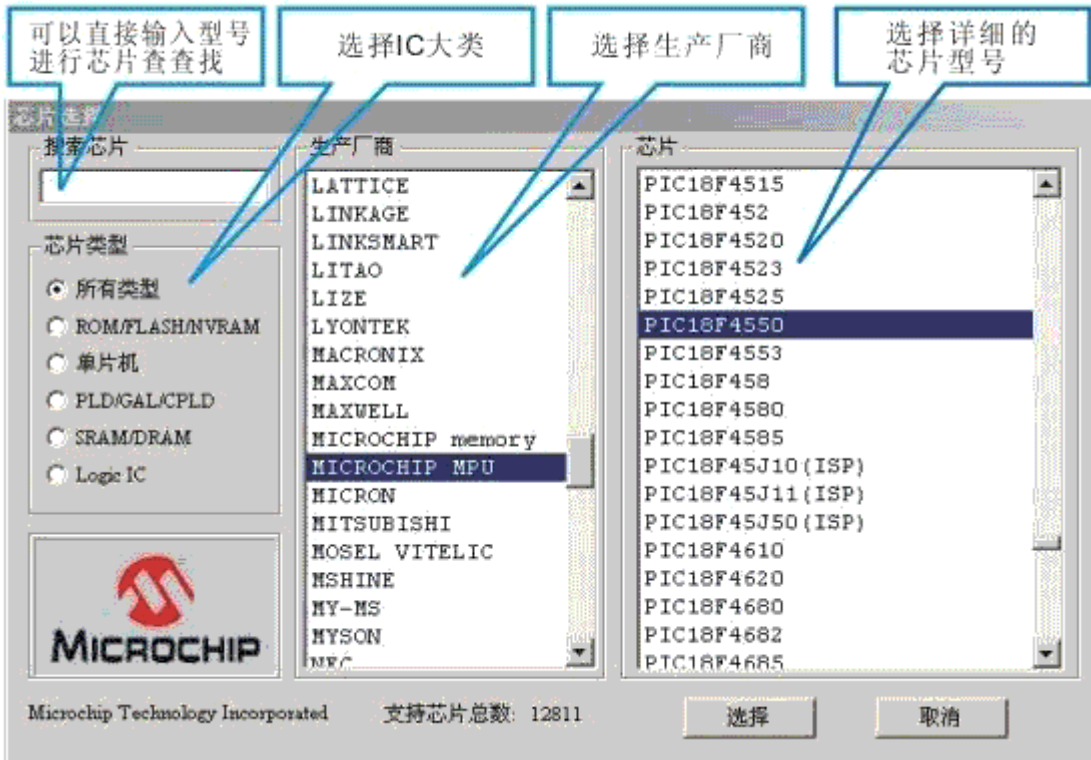 可以直接输入型号
进行芯片查查找
选择IC大类
选择生产厂商
选择详细的
芯片型号
芯片选择
搜索芯片
芯片类型
所有类型
ROM/FLASH/NVRAM
单片机
PLD/GAL/CPLD
SRAM/DRAM
Logic IC
MICROCHIP
生产厂商
LATTICE
LINKAGE
LINKSMART
LITAO
LIZE
LYONTEK
MACRONIX
MAXCOM
MAXWELL
MICROCHIP memory
MICROCHIP MPU
MICRON
MITSUBISHI
MOSEL VITELIC
MSHINE
MY-MS
MYSON
NEC
芯片
PIC18F4515
PIC18F452
PIC18F4520
PIC18F4523
PIC18F4525
PIC18F4550
PIC18F4553
PIC18F458
PIC18F4580
PIC18F4585
PIC18F45J10(ISP)
PIC18F45J11(ISP)
PIC18F45J50(ISP)
PIC18F4610
PIC18F4620
PIC18F4680
PIC18F4682
PIC18F4685
Microchip Technology Incorporated
支持芯片总数: 12811
选择
取消